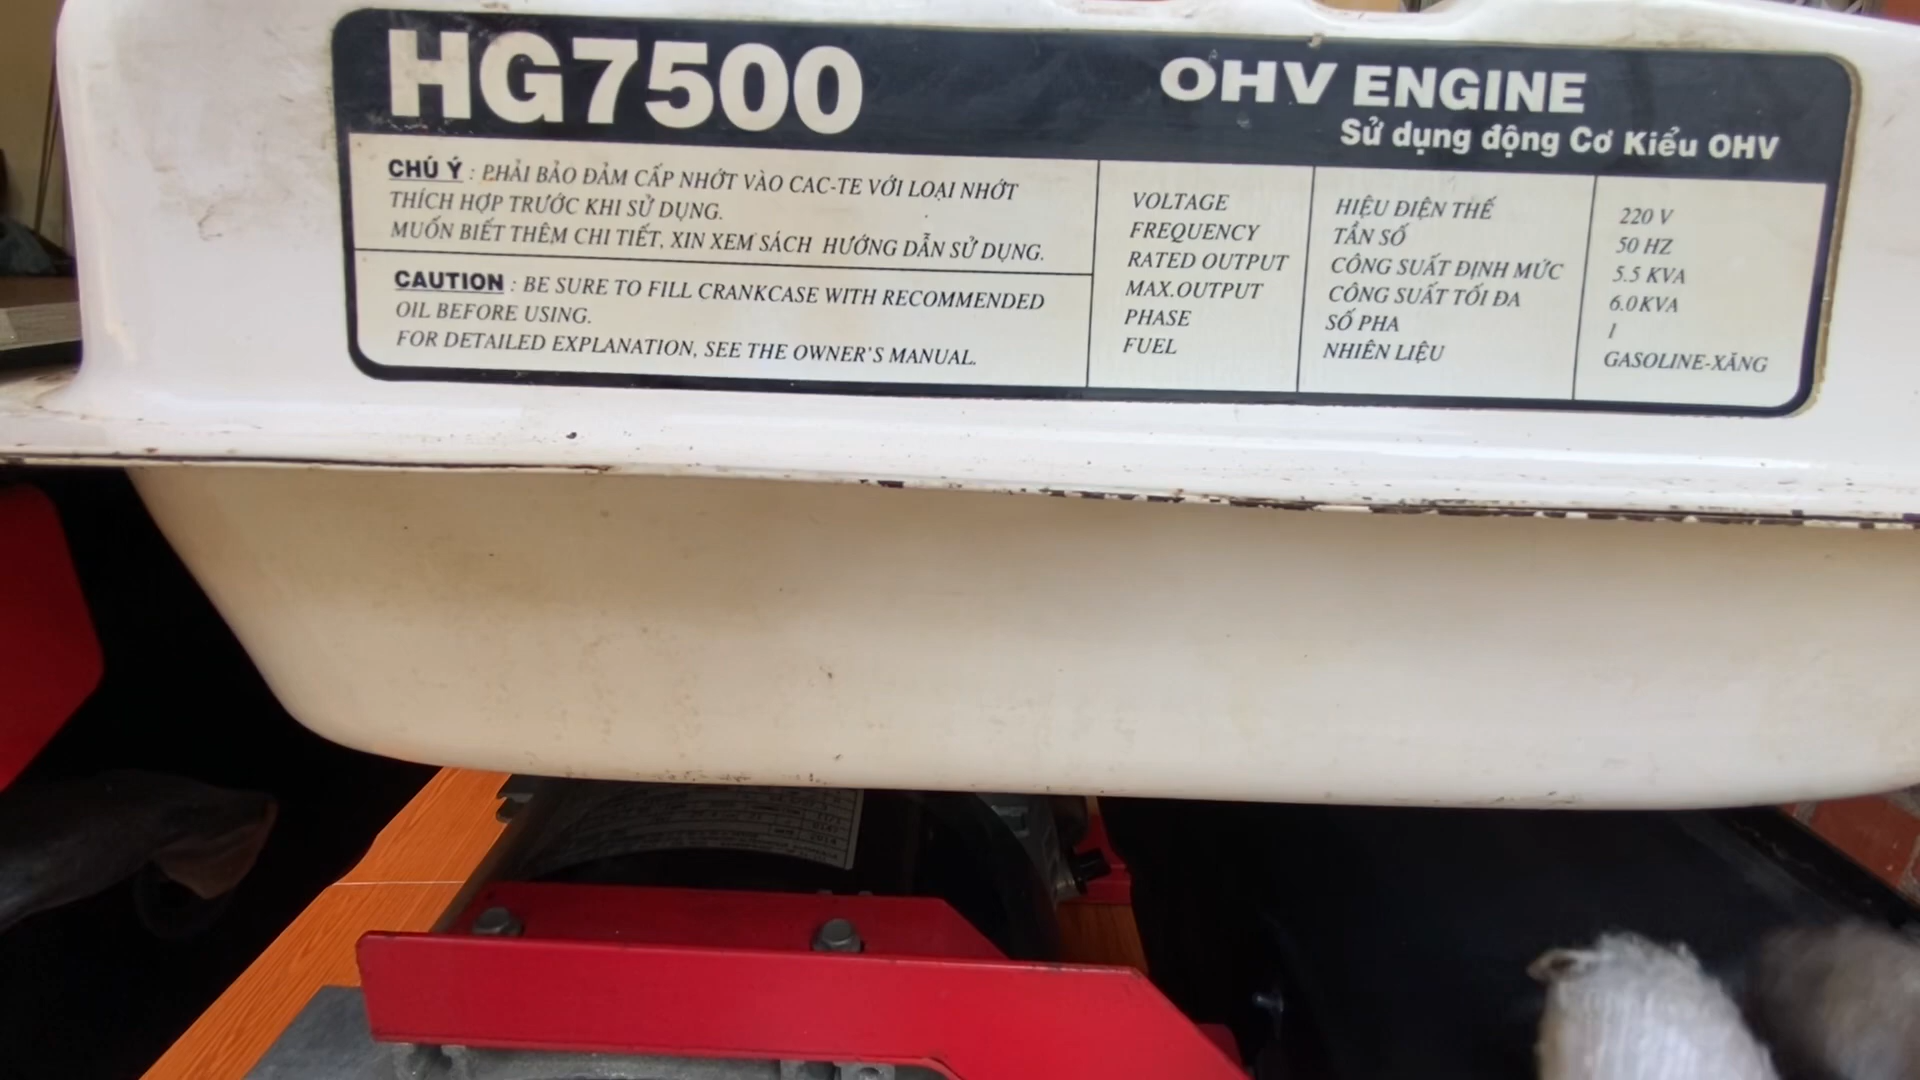 HG7500
OHV ENGINE
Sử dụng động Cơ Kiểu OHV
CHÚ Ý : PHẢI BẢO ĐẢM CẤP NHỚT VÀO CAC-TE VỚI LOẠI NHỚT
THÍCH HỢP TRƯỚC KHI SỬ DỤNG.
MUỐN BIẾT THÊM CHI TIẾT, XIN XEM SÁCH HƯỚNG DẪN SỬ DỤNG.
CAUTION : BE SURE TO FILL CRANKCASE WITH RECOMMENDED
OIL BEFORE USING.
FOR DETAILED EXPLANATION, SEE THE OWNER'S MANUAL.
VOLTAGE HIỆU ĐIỆN THẾ 220 V
FREQUENCY TẦN SỐ 50 HZ
RATED OUTPUT CÔNG SUẤT ĐỊNH MỨC 5.5 KVA
MAX.OUTPUT CÔNG SUẤT TỐI ĐA 6.0KVA
PHASE SỐ PHA 1
FUEL NHIÊN LIỆU GASOLINE-XĂNG